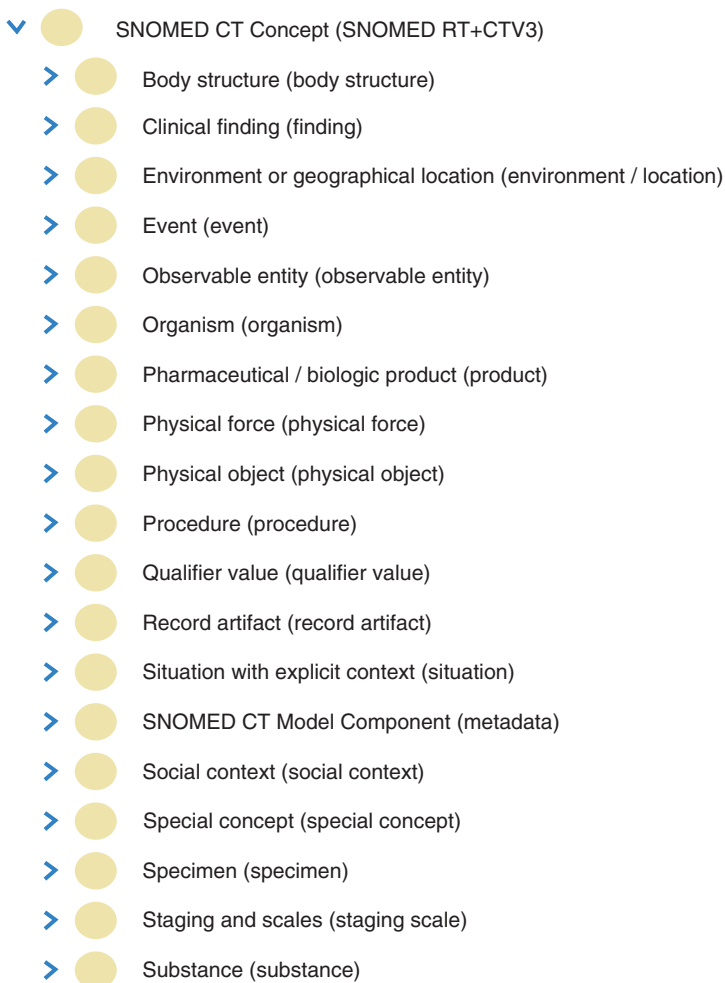 SNOMED CT Concept (SNOMED RT+CTV3)
Body structure (body structure)
Clinical finding (finding)
Environment or geographical location (environment / location)
Event (event)
Observable entity (observable entity)
Organism (organism)
Pharmaceutical / biologic product (product)
Physical force (physical force)
Physical object (physical object)
Procedure (procedure)
Qualifier value (qualifier value)
Record artifact (record artifact)
Situation with explicit context (situation)
SNOMED CT Model Component (metadata)
Social context (social context)
Special concept (special concept)
Specimen (specimen)
Staging and scales (staging scale)
Substance (substance)